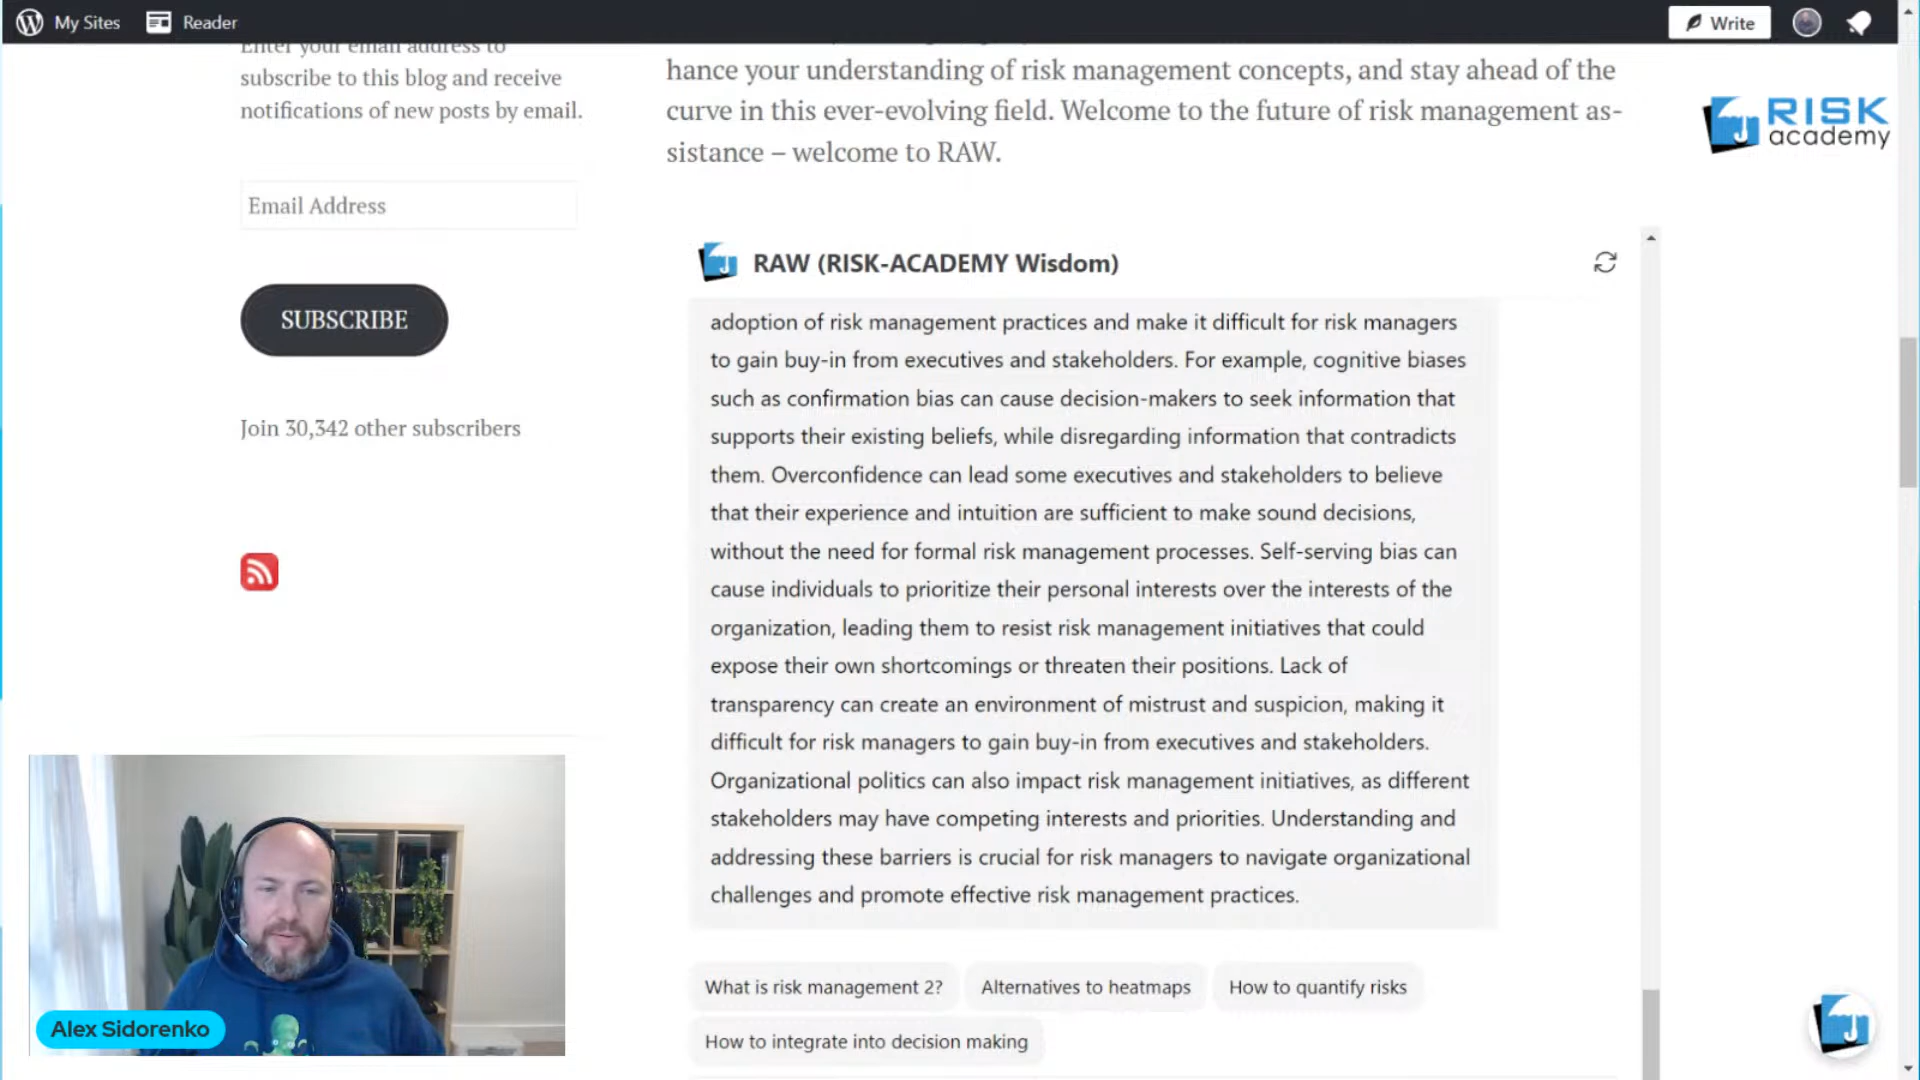 My Sites
Reader
Write
Enter your email address to
subscribe to this blog and receive
notifications of new posts by email.
Email Address
SUBSCRIBE
Join 30,342 other subscribers
hance your understanding of risk management concepts, and stay ahead of the
curve in this ever-evolving field. Welcome to the future of risk management as-
sistance – welcome to RAW.
RISK
academy
RAW (RISK-ACADEMY Wisdom)
adoption of risk management practices and make it difficult for risk managers
to gain buy-in from executives and stakeholders. For example, cognitive biases
such as confirmation bias can cause decision-makers to seek information that
supports their existing beliefs, while disregarding information that contradicts
them. Overconfidence can lead some executives and stakeholders to believe
that their experience and intuition are sufficient to make sound decisions,
without the need for formal risk management processes. Self-serving bias can
cause individuals to prioritize their personal interests over the interests of the
organization, leading them to resist risk management initiatives that could
expose their own shortcomings or threaten their positions. Lack of
transparency can create an environment of mistrust and suspicion, making it
difficult for risk managers to gain buy-in from executives and stakeholders.
Organizational politics can also impact risk management initiatives, as different
stakeholders may have competing interests and priorities. Understanding and
addressing these barriers is crucial for risk managers to navigate organizational
challenges and promote effective risk management practices.
What is risk management 2?
Alternatives to heatmaps
How to quantify risks
How to integrate into decision making
Alex Sidorenko